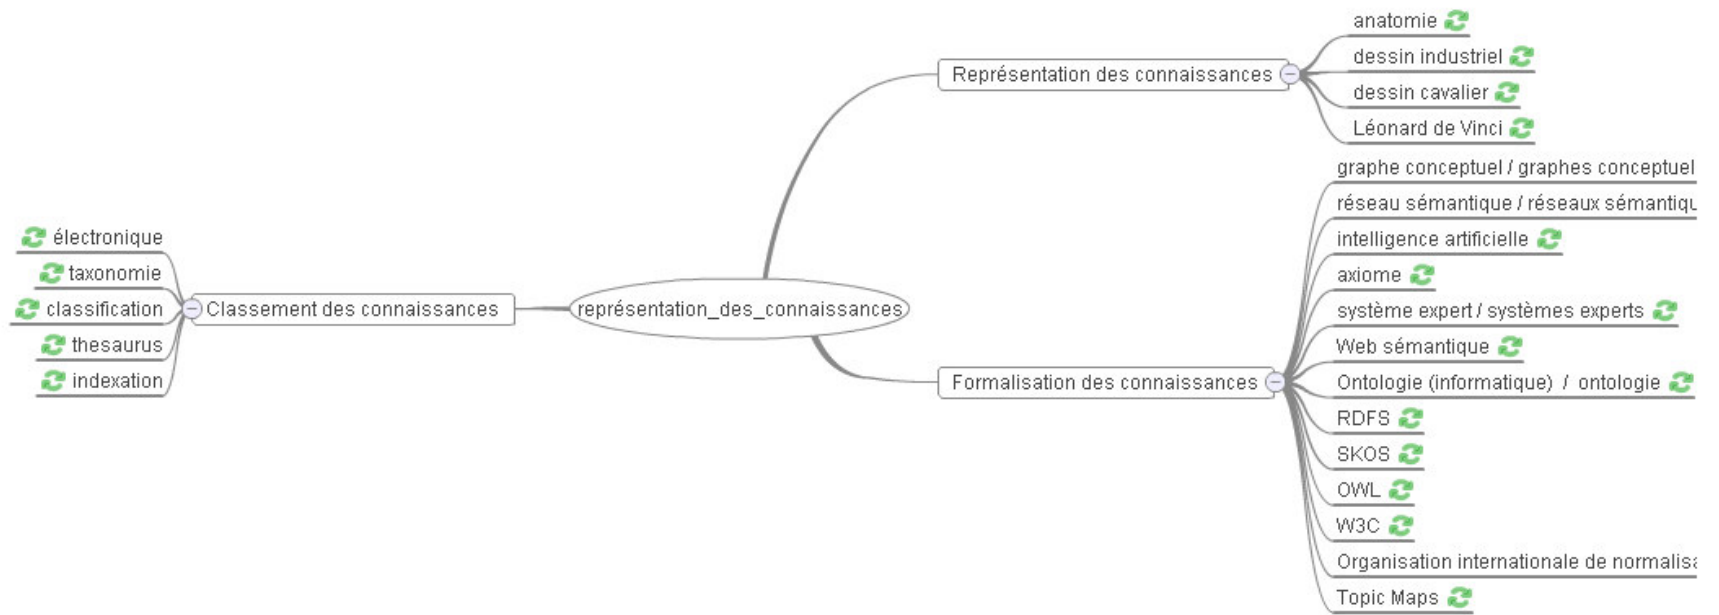 anatomie
Représentation des connaissances
dessin industriel
dessin cavalier
Léonard de Vinci
graphe conceptuel / graphes conceptuel
réseau sémantique / réseaux sémantiqu
électronique
intelligence artificielle
taxonomie
axiome
classification
Classement des connaissances
représentation_des_connaissances
système expert / systèmes experts
thesaurus
Web sémantique
indexation
Formalisation des connaissances
Ontologie (informatique) / ontologie
RDFS
SKOS
OWL
W3C
Organisation internationale de normalisa
Topic Maps